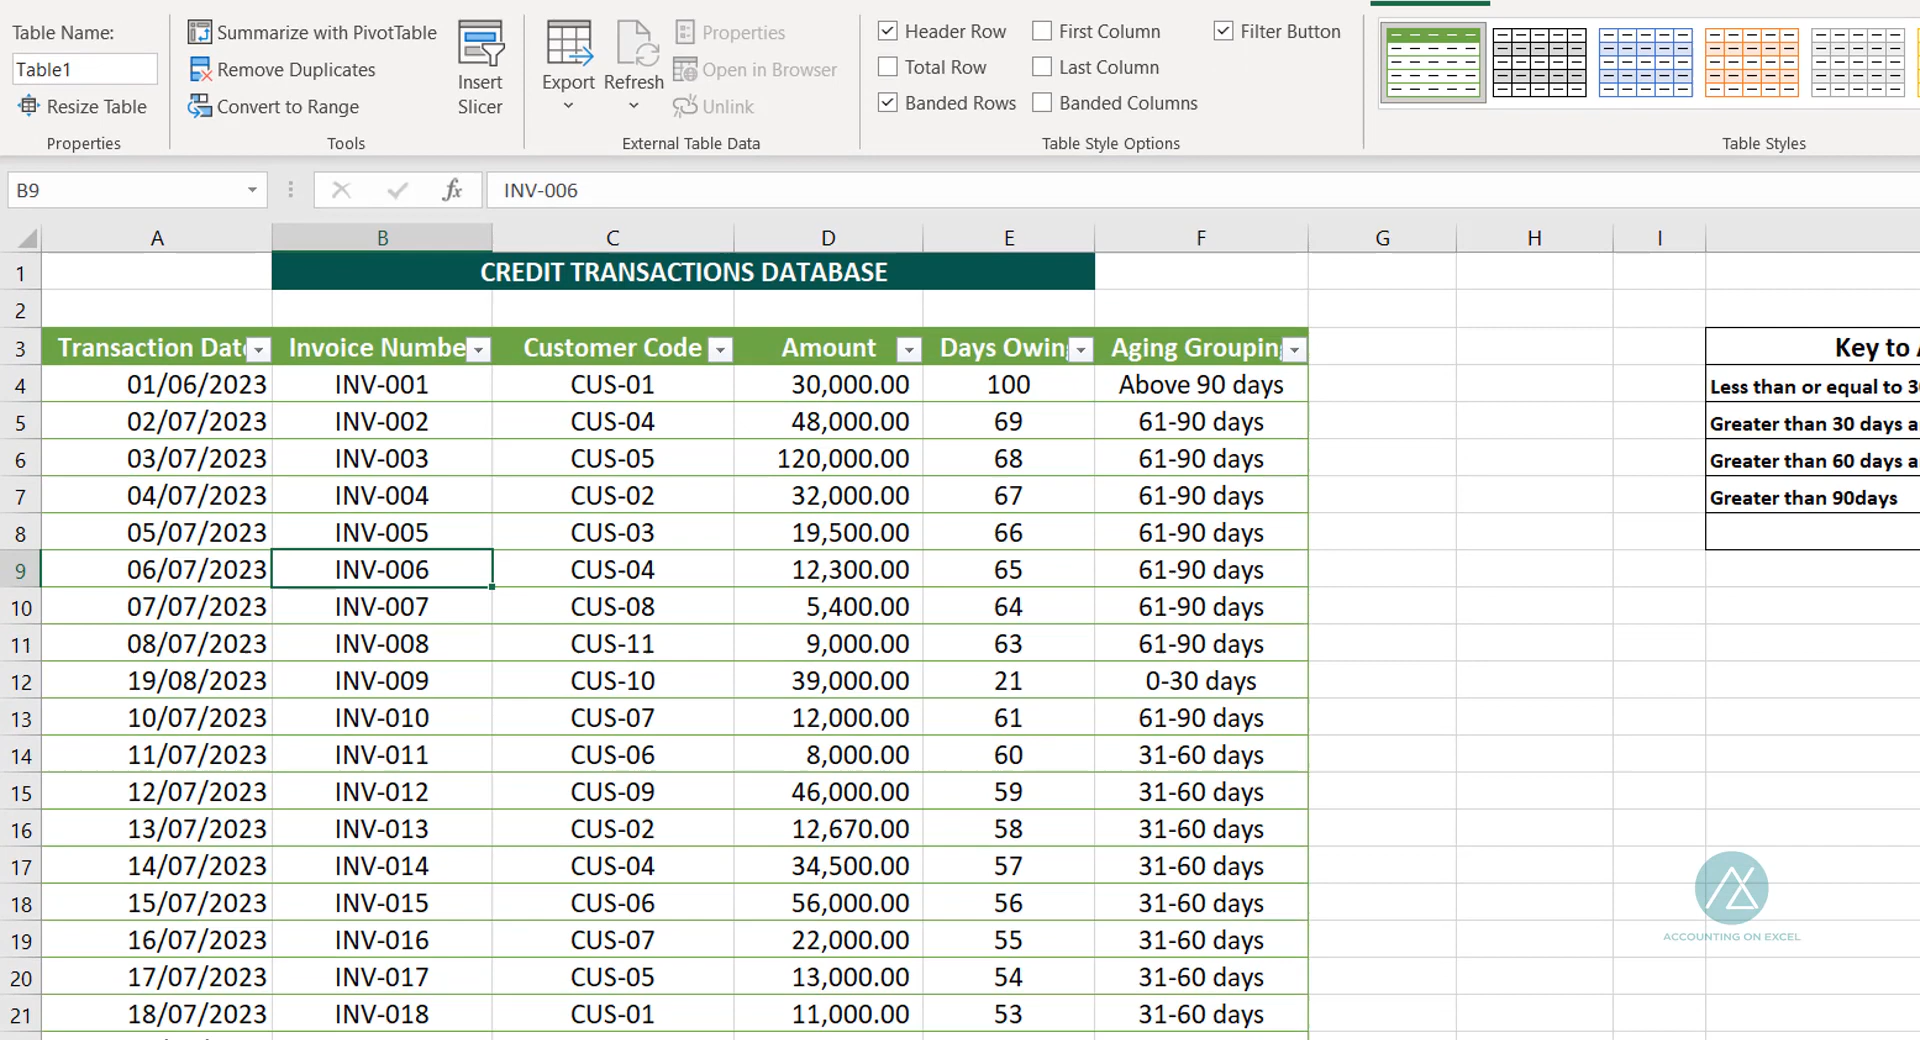 Table Name:
Table1
Resize Table
Properties
Summarize with PivotTable
Remove Duplicates
Convert to Range
Tools
Insert
Slicer
Export
Refresh
Properties
Open in Browser
Unlink
External Table Data
Header Row
First Column
Filter Button
Total Row
Last Column
Banded Rows
Banded Columns
Table Style Options
Table Styles
B9
fx
INV-006
A B C D E F G H I
1 CREDIT TRANSACTIONS DATABASE
2
3 Transaction Dat Invoice Numbe Customer Code Amount Days Owin Aging Groupin Key to
4 01/06/2023 INV-001 CUS-01 30,000.00 100 Above 90 days Less than or equal to 3
5 02/07/2023 INV-002 CUS-04 48,000.00 69 61-90 days Greater than 30 days a
6 03/07/2023 INV-003 CUS-05 120,000.00 68 61-90 days Greater than 60 days a
7 04/07/2023 INV-004 CUS-02 32,000.00 67 61-90 days Greater than 90days
8 05/07/2023 INV-005 CUS-03 19,500.00 66 61-90 days
9 06/07/2023 INV-006 CUS-04 12,300.00 65 61-90 days
10 07/07/2023 INV-007 CUS-08 5,400.00 64 61-90 days
11 08/07/2023 INV-008 CUS-11 9,000.00 63 61-90 days
12 19/08/2023 INV-009 CUS-10 39,000.00 21 0-30 days
13 10/07/2023 INV-010 CUS-07 12,000.00 61 61-90 days
14 11/07/2023 INV-011 CUS-06 8,000.00 60 31-60 days
15 12/07/2023 INV-012 CUS-09 46,000.00 59 31-60 days
16 13/07/2023 INV-013 CUS-02 12,670.00 58 31-60 days
17 14/07/2023 INV-014 CUS-04 34,500.00 57 31-60 days
18 15/07/2023 INV-015 CUS-06 56,000.00 56 31-60 days
19 16/07/2023 INV-016 CUS-07 22,000.00 55 31-60 days
20 17/07/2023 INV-017 CUS-05 13,000.00 54 31-60 days
21 18/07/2023 INV-018 CUS-01 11,000.00 53 31-60 days
ACCOUNTING ON EXCEL